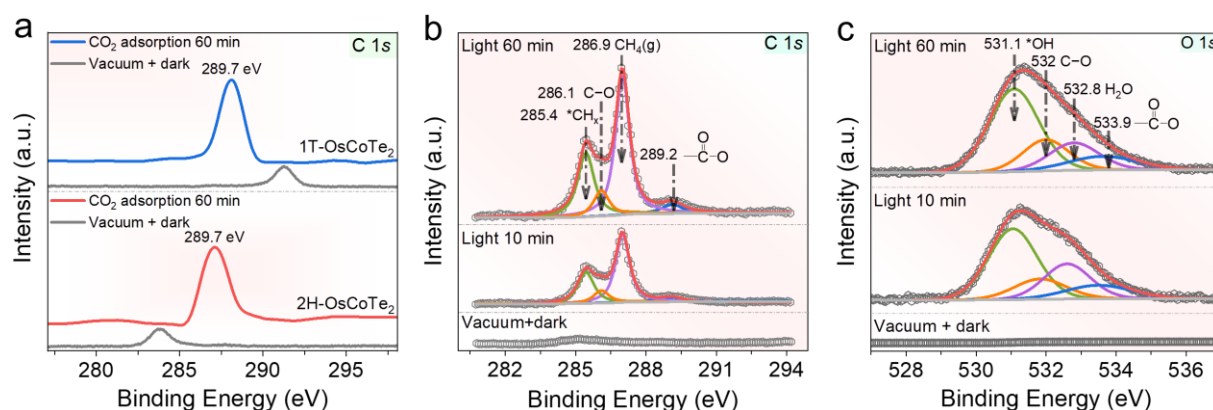 a
CO₂ adsorption 60 min
Vacuum + dark
C 1s
289.7 eV
1T-OsCoTe₂
CO₂ adsorption 60 min
Vacuum + dark
289.7 eV
2H-OsCoTe₂
Intensity (a.u.)
280 285 290 295
Binding Energy (eV)
b
Light 60 min
286.9 CH₄(g)
C 1s
286.1 C–O
285.4 *CHₓ
289.2
O
–C–O
Light 10 min
Vacuum+dark
Intensity (a.u.)
282 284 286 288 290 292 294
Binding Energy (eV)
c
Light 60 min
531.1 *OH
O 1s
532 C–O
532.8 H₂O
O
533.9 –C–O
Light 10 min
Vacuum + dark
Intensity (a.u.)
528 530 532 534 536
Binding Energy (eV)